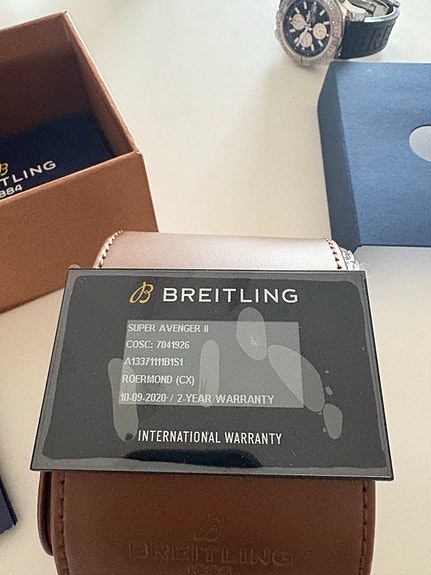 BREITLING
1884
BREITLING
SUPER AVENGER II
COSC: 7041926
A13371111B1S1
ROERMOND (CX)
10-09-2020 / 2-YEAR WARRANTY
INTERNATIONAL WARRANTY
BREITLING
1884